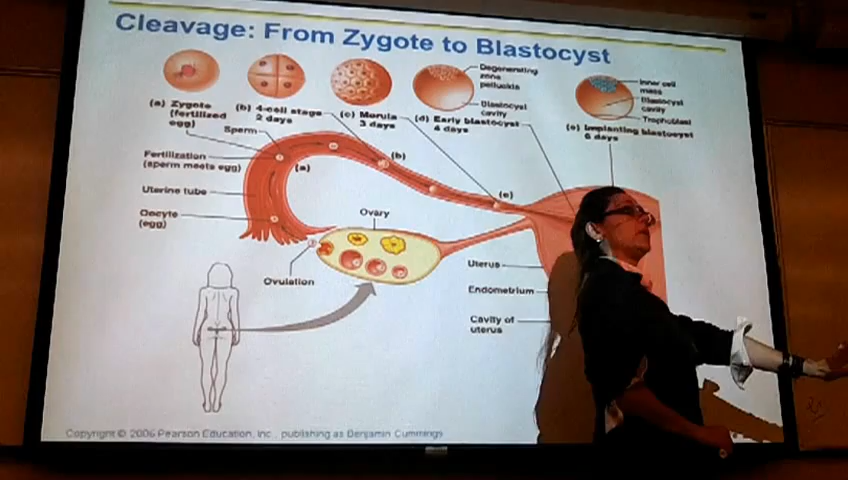 Cleavage: From Zygote to Blastocyst
Degenerating
zone
pellucida
Blastocyst
cavity
Inner cell
mass
Blastocyst
cavity
Trophoblast
(a) Zygote
(fertilized
egg)
(b) 4-cell stage
2 days
(c) Morula
3 days
(d) Early blastocyst
4 days
(e) Implanting blastocyst
6 days
Sperm
Fertilization
(sperm meets egg)
(a)
(b)
(c)
Uterine tube
Oocyte
(egg)
Ovary
Ovulation
Uterus
Endometrium
Cavity of
uterus
Copyright © 2006 Pearson Education, Inc., publishing as Benjamin Cummings